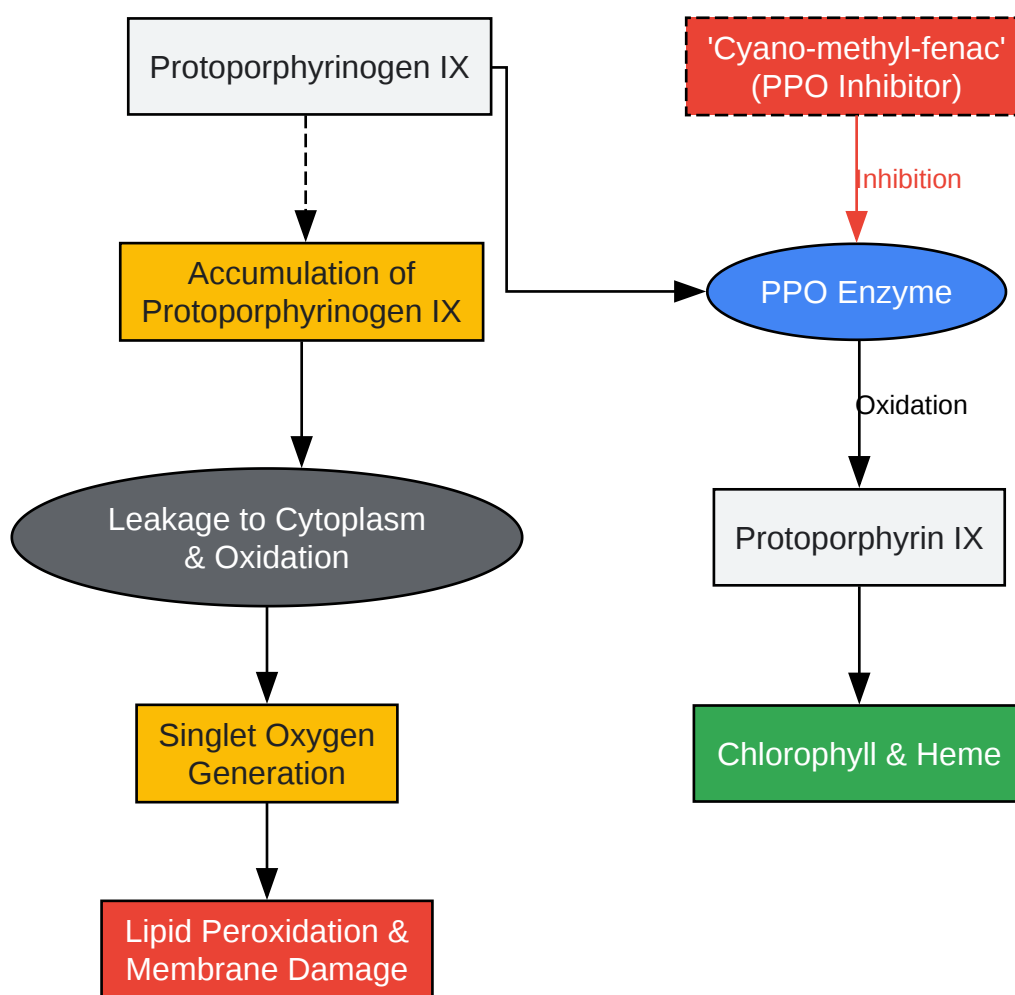 Protoporphyrinogen IX
'Cyano-methyl-fenac'
(PPO Inhibitor)
Inhibition
Accumulation of
Protoporphyrinogen IX
PPO Enzyme
Oxidation
Leakage to Cytoplasm
& Oxidation
Protoporphyrin IX
Singlet Oxygen
Generation
Chlorophyll & Heme
Lipid Peroxidation &
Membrane Damage